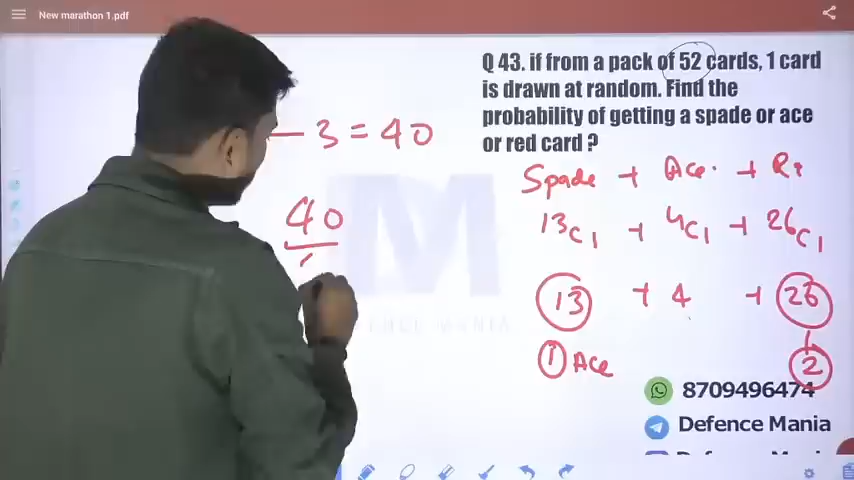 New marathon 1.pdf
Q 43. if from a pack of 52 cards, 1 card
is drawn at random. Find the
probability of getting a spade or ace
or red card ?
— 3 = 40
Spade + Ace. +
13C1 + 4C1 + 26C1
40
13 + 4 + 26
1 Ace 2
8709496474
Defence Mania